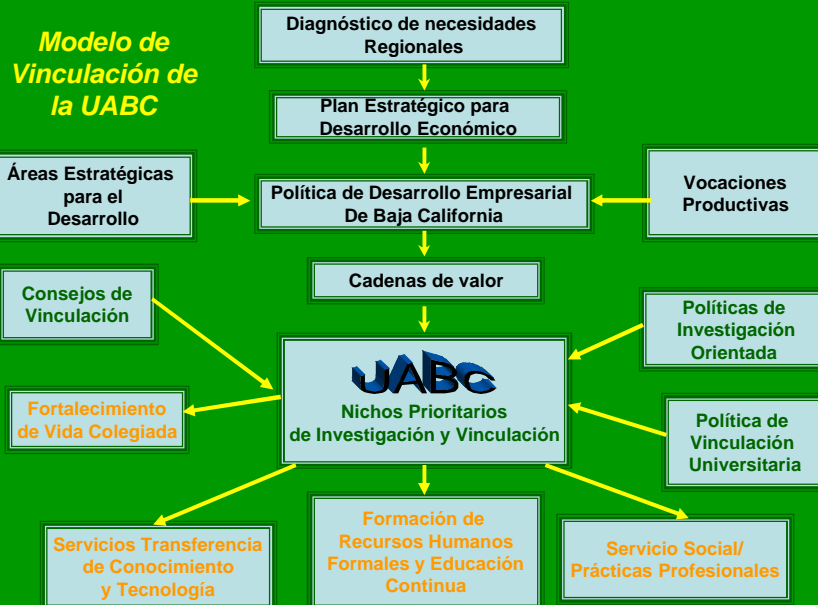 Modelo de
Vinculación de
la UABC
Diagnóstico de necesidades
Regionales
Plan Estratégico para
Desarrollo Económico
Áreas Estratégicas
para el
Desarrollo
Política de Desarrollo Empresarial
De Baja California
Vocaciones
Productivas
Cadenas de valor
Consejos de
Vinculación
Políticas de
Investigación
Orientada
UABC
Nichos Prioritarios
de Investigación y Vinculación
Fortalecimiento
de Vida Colegiada
Política de
Vinculación
Universitaria
Servicios Transferencia
de Conocimiento
y Tecnología
Formación de
Recursos Humanos
Formales y Educación
Continua
Servicio Social/
Prácticas Profesionales